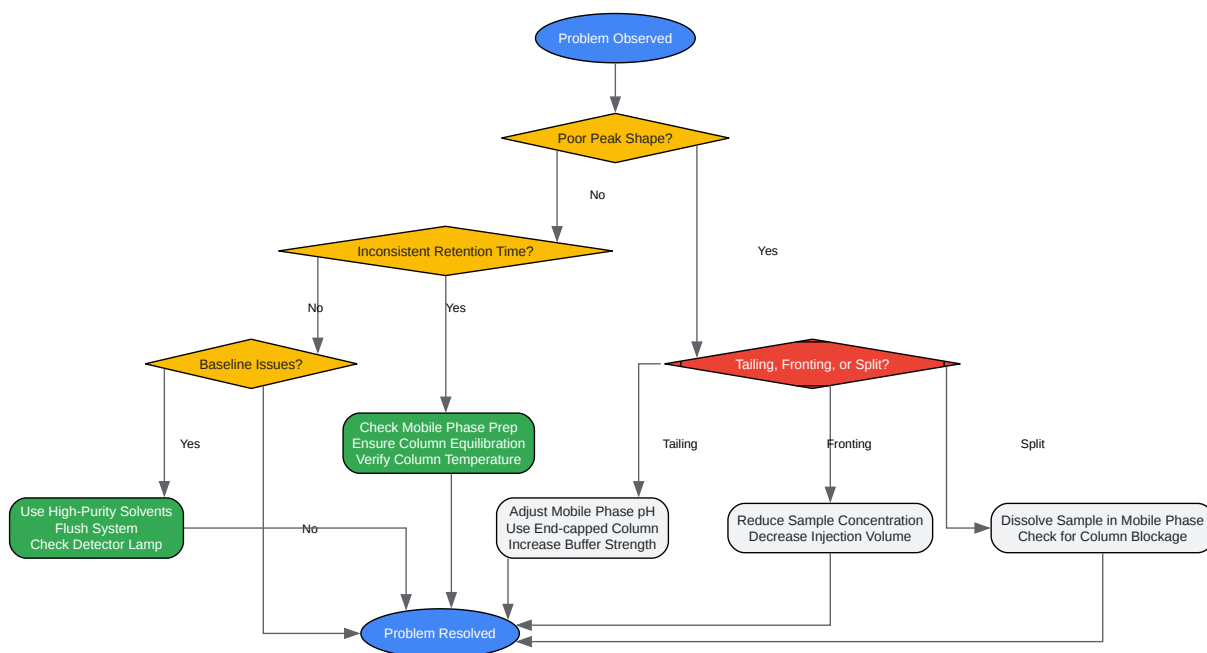 Problem Observed
Poor Peak Shape?
No
Inconsistent Retention Time?
Yes
No
Yes
Baseline Issues?
Tailing, Fronting, or Split?
Check Mobile Phase Prep
Ensure Column Equilibration
Verify Column Temperature
Yes
Tailing
Fronting
Split
Use High-Purity Solvents
Flush System
Check Detector Lamp
No
Adjust Mobile Phase pH
Use End-capped Column
Increase Buffer Strength
Reduce Sample Concentration
Decrease Injection Volume
Dissolve Sample in Mobile Phase
Check for Column Blockage
Problem Resolved